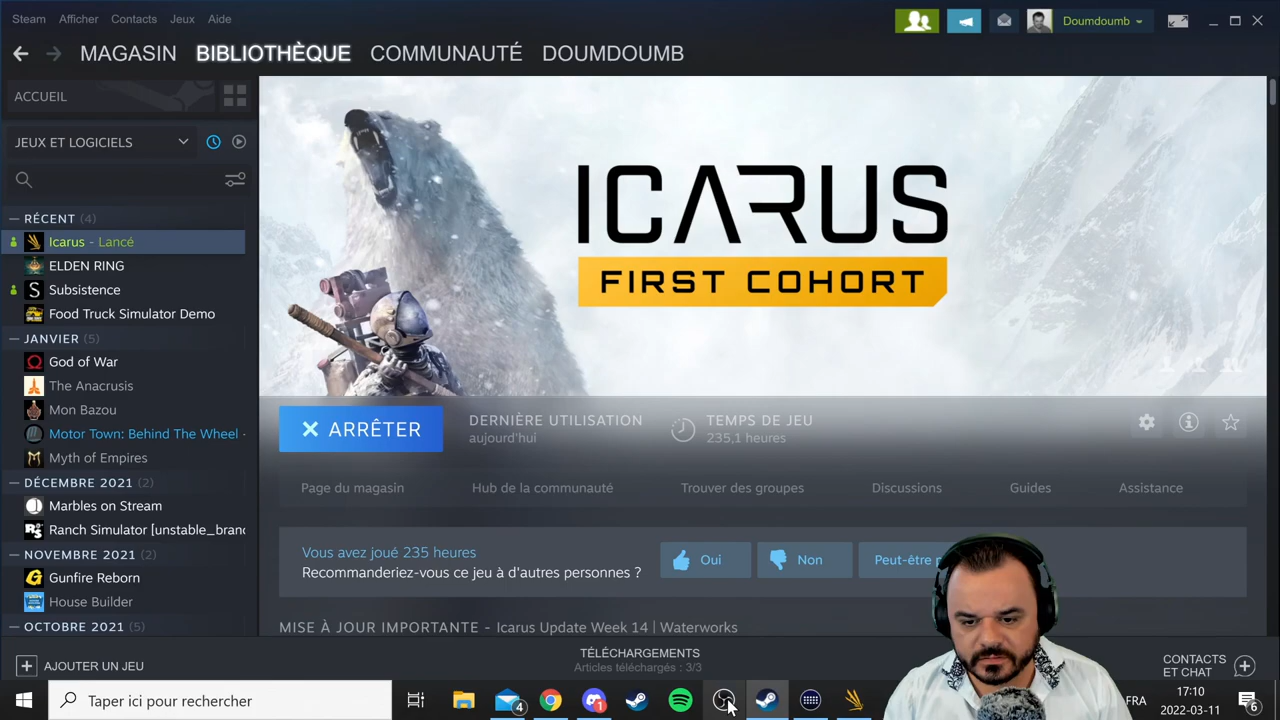 Steam Afficher Contacts Jeux Aide
Doumdoumb
MAGASIN BIBLIOTHÈQUE COMMUNAUTÉ DOUMDOUMB
ACCUEIL
JEUX ET LOGICIELS
— RÉCENT (4)
Icarus - Lancé
ELDEN RING
Subsistence
Food Truck Simulator Demo
— JANVIER (5)
God of War
The Anacrusis
Mon Bazou
Motor Town: Behind The Wheel -
Myth of Empires
— DÉCEMBRE 2021 (2)
Marbles on Stream
Ranch Simulator [unstable_branc
— NOVEMBRE 2021 (2)
Gunfire Reborn
House Builder
— OCTOBRE 2021 (5)
AJOUTER UN JEU
ICARUS
FIRST COHORT
ARRÊTER
DERNIÈRE UTILISATION
aujourd'hui
TEMPS DE JEU
235,1 heures
Page du magasin Hub de la communauté Trouver des groupes Discussions Guides Assistance
Vous avez joué 235 heures
Recommanderiez-vous ce jeu à d'autres personnes ?
Oui Non Peut-être
MISE À JOUR IMPORTANTE - Icarus Update Week 14 | Waterworks
TÉLÉCHARGEMENTS
Articles téléchargés : 3/3
CONTACTS
ET CHAT
Taper ici pour rechercher
4
1
FRA
17:10
2022-03-11
6